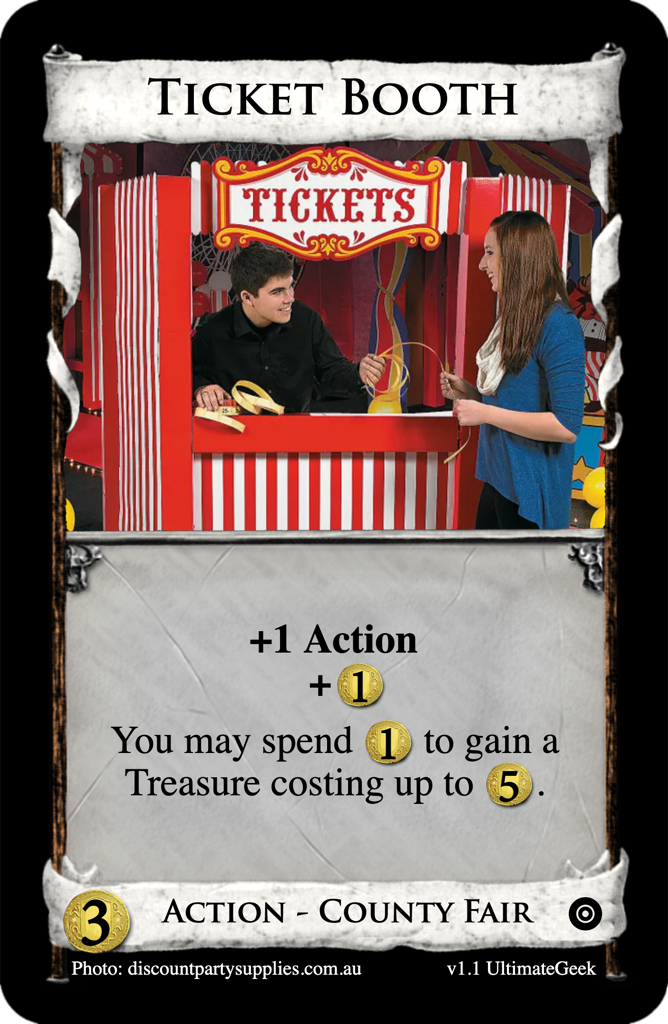 Ticket Booth
TICKETS
+1 Action
+ 1
You may spend 1 to gain a
Treasure costing up to 5.
3 Action - County Fair
Photo: discountpartysupplies.com.au v1.1 UltimateGeek